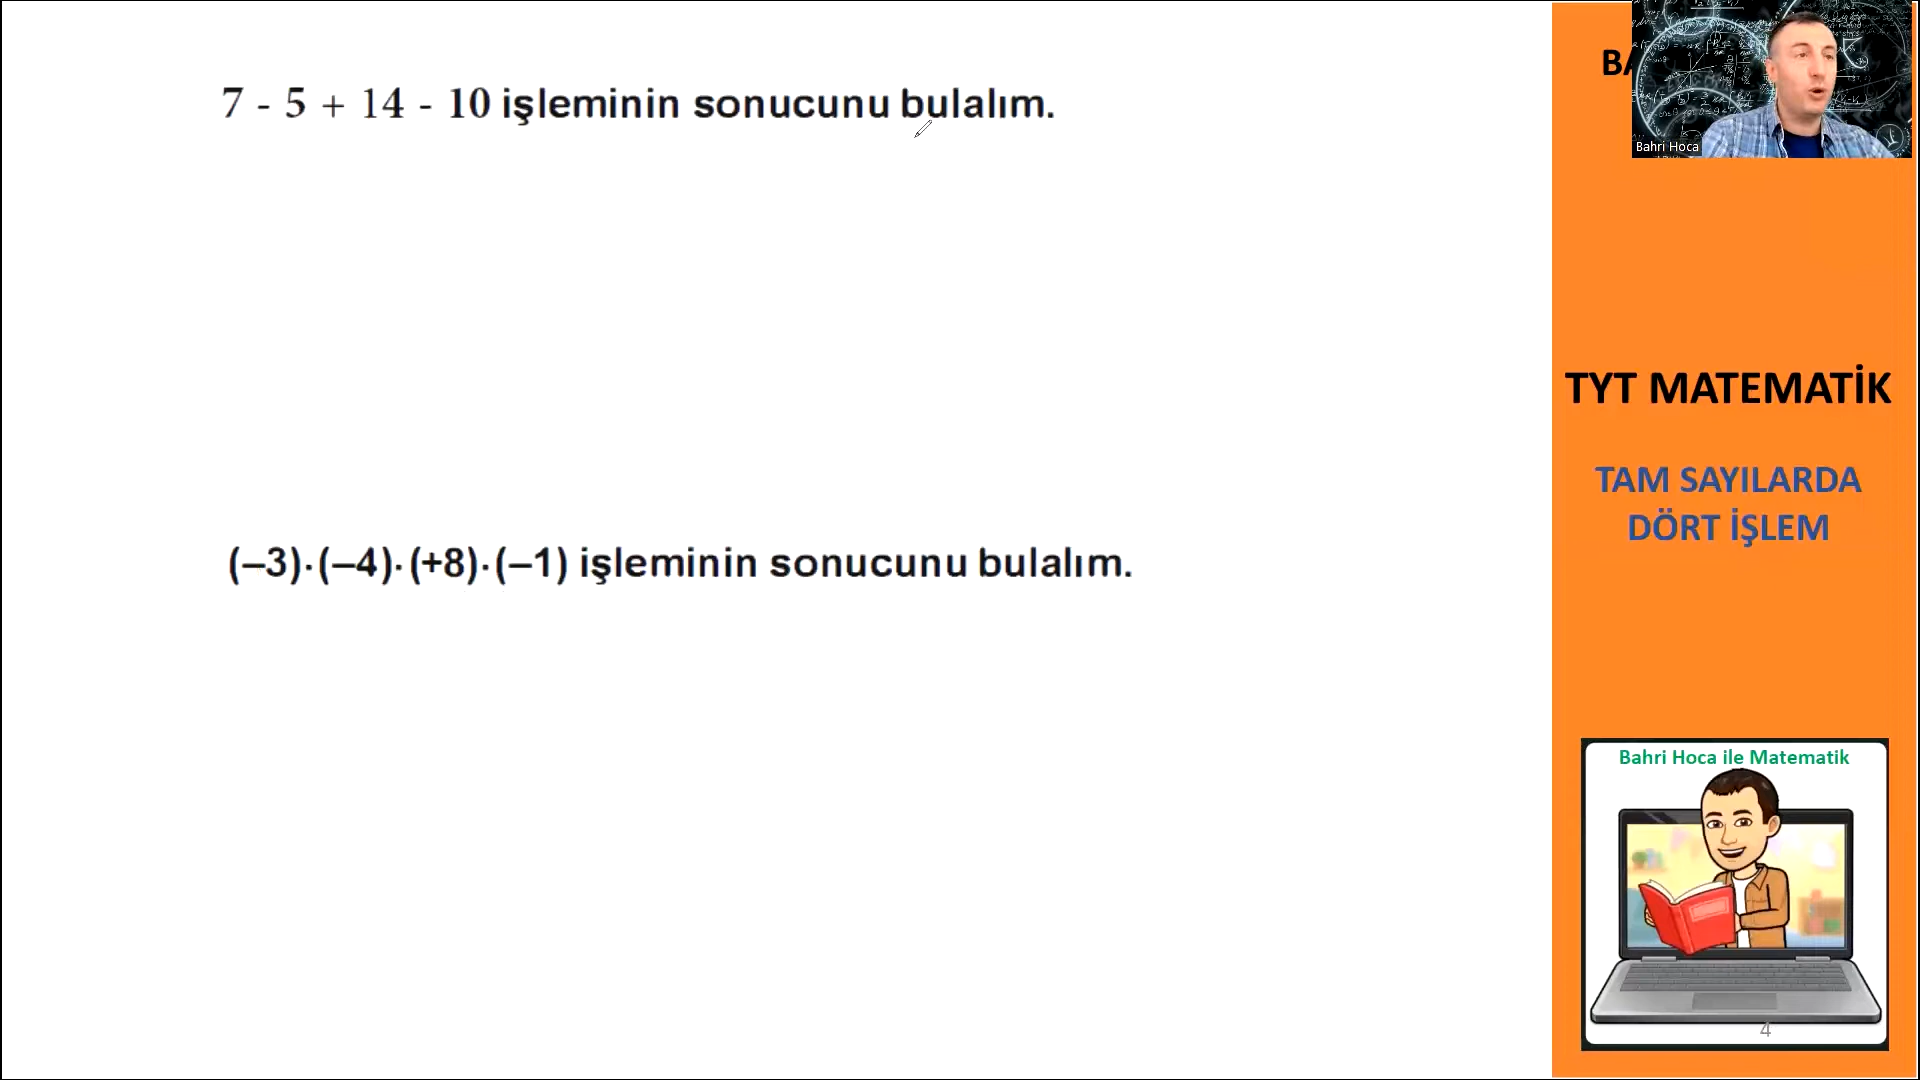 7 - 5 + 14 - 10 işleminin sonucunu bulalım.
(–3)·(–4)·(+8)·(–1) işleminin sonucunu bulalım.
Bahri Hoca
TYT MATEMATİK
TAM SAYILARDA
DÖRT İŞLEM
Bahri Hoca ile Matematik
4